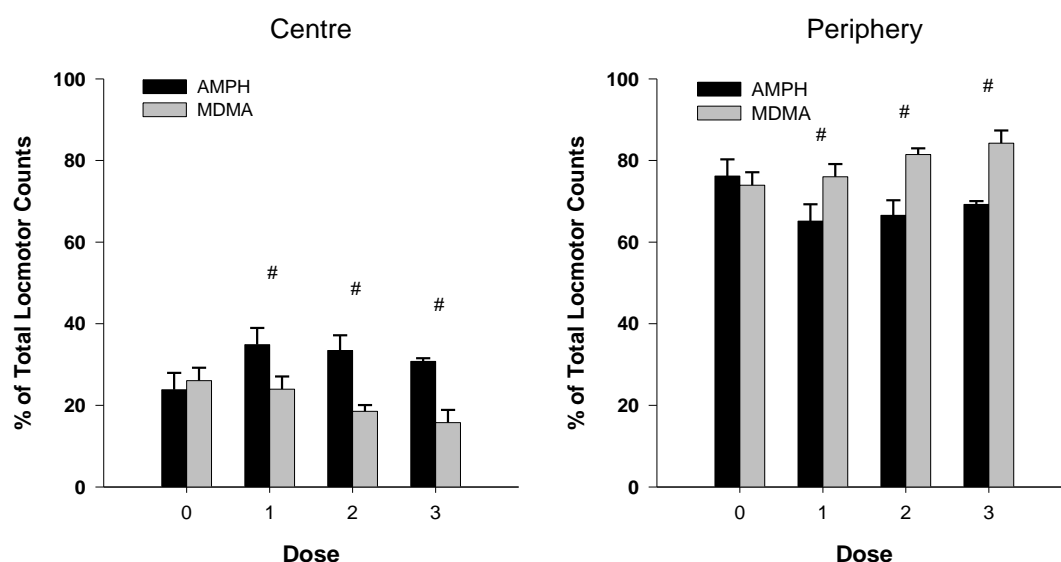 Centre
% of Total Locmotor Counts
100
80
60
40
20
0
AMPH
MDMA
#
#
#
0 1 2 3
Dose
Periphery
% of Total Locmotor Counts
100
80
60
40
20
0
AMPH
MDMA
#
#
#
0 1 2 3
Dose